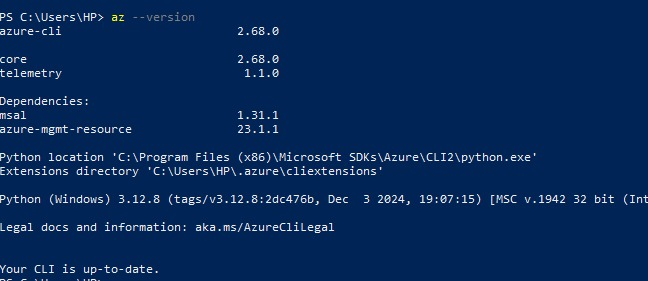 PS C:\Users\HP> az --version
azure-cli                         2.68.0
core                              2.68.0
telemetry                          1.1.0
Dependencies:
msal                              1.31.1
azure-mgmt-resource               23.1.1
Python location 'C:\Program Files (x86)\Microsoft SDKs\Azure\CLI2\python.exe'
Extensions directory 'C:\Users\HP\.azure\cliextensions'
Python (Windows) 3.12.8 (tags/v3.12.8:2dc476b, Dec  3 2024, 19:07:15) [MSC v.1942 32 bit (Int
Legal docs and information: aka.ms/AzureCliLegal
Your CLI is up-to-date.